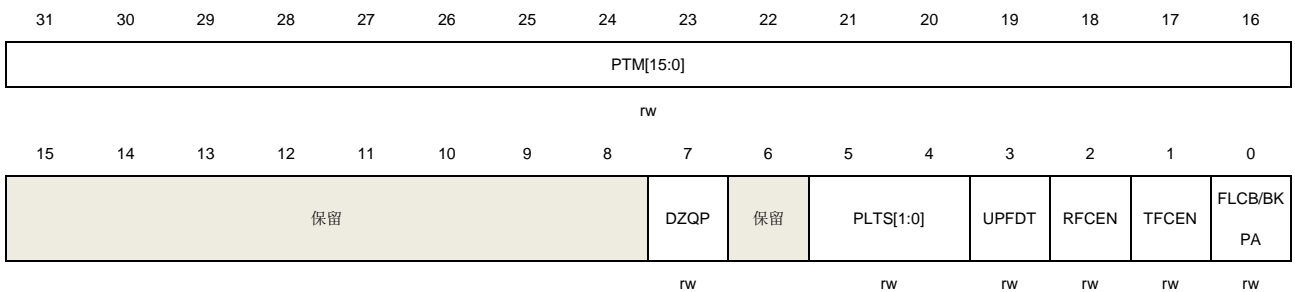 31 30 29 28 27 26 25 24 23 22 21 20 19 18 17 16
PTM[15:0]
rw
15 14 13 12 11 10 9 8 7 6 5 4 3 2 1 0
保留 DZQP 保留 PLTS[1:0] UPFDT RFCEN TFCEN FLCB/BK
PA
rw rw rw rw rw rw